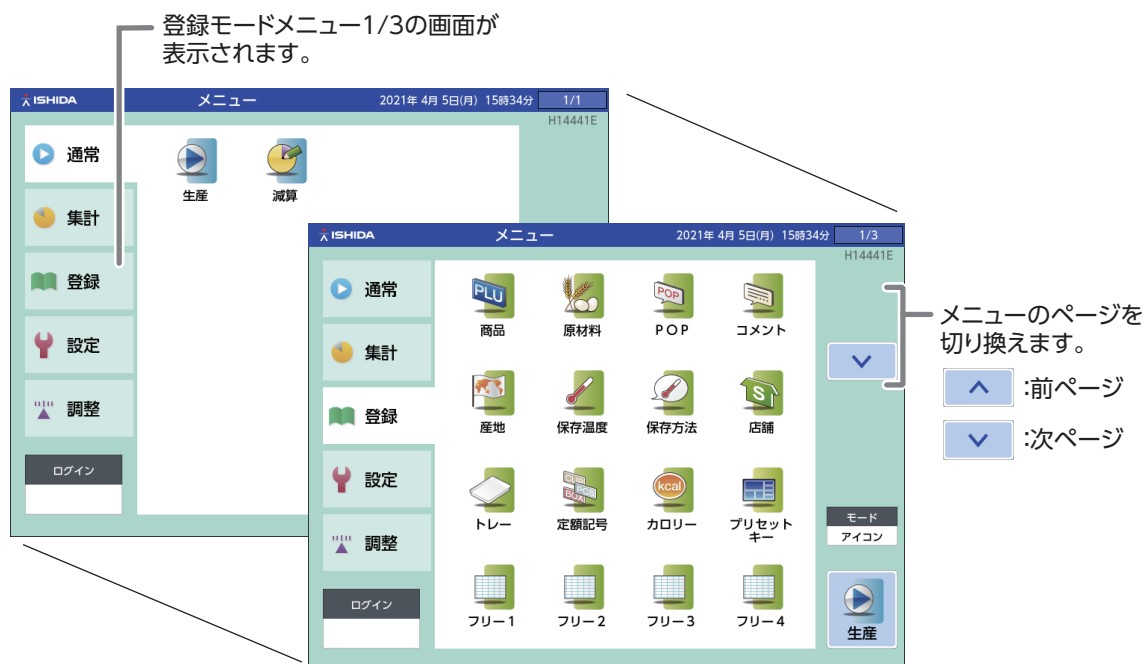 登録モードメニュー1/3の画面が
表示されます。
ISHIDA メニュー 2021年 4月 5日(月) 15時34分 1/1
H14441E
通常
集計
登録
設定
調整
ログイン
生産 減算
ISHIDA メニュー 2021年 4月 5日(月) 15時34分 1/3
H14441E
通常
集計
登録
設定
調整
ログイン
PLU POP
商品 原材料 POP コメント
S
産地 保存温度 保存方法 店舗
kcal
トレー 定額記号 カロリー プリセット
キー
フリー1 フリー2 フリー3 フリー4
モード
アイコン
生産
メニューのページを
切り換えます。
:前ページ
:次ページ